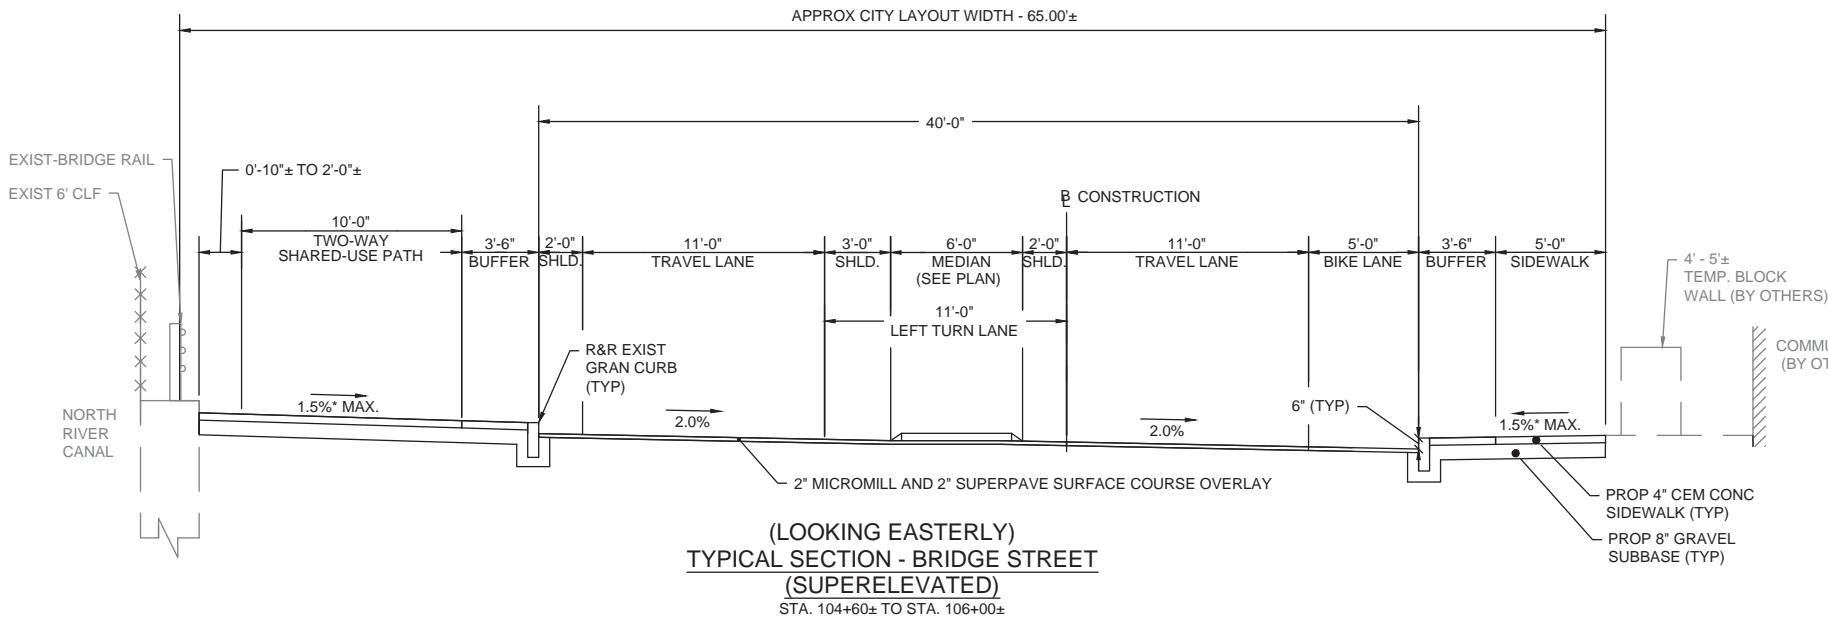 APPROX CITY LAYOUT WIDTH - 65.00'±
40'-0"
EXIST-BRIDGE RAIL
EXIST 6' CLF
0'-10"± TO 2'-0"±
BL CONSTRUCTION
10'-0"
TWO-WAY
SHARED-USE PATH
3'-6"
BUFFER
2'-0"
SHLD.
11'-0"
TRAVEL LANE
3'-0"
SHLD.
6'-0"
MEDIAN
(SEE PLAN)
2'-0"
SHLD.
11'-0"
TRAVEL LANE
5'-0"
BIKE LANE
3'-6"
BUFFER
5'-0"
SIDEWALK
11'-0"
LEFT TURN LANE
4' - 5'±
TEMP. BLOCK
WALL (BY OTHERS)
COMMU
(BY OT
R&R EXIST
GRAN CURB
(TYP)
NORTH
RIVER
CANAL
1.5%* MAX.
2.0%
2.0%
6" (TYP)
1.5%* MAX.
2" MICROMILL AND 2" SUPERPAVE SURFACE COURSE OVERLAY
PROP 4" CEM CONC
SIDEWALK (TYP)
PROP 8" GRAVEL
SUBBASE (TYP)
(LOOKING EASTERLY)
TYPICAL SECTION - BRIDGE STREET
(SUPERELEVATED)
STA. 104+60± TO STA. 106+00±